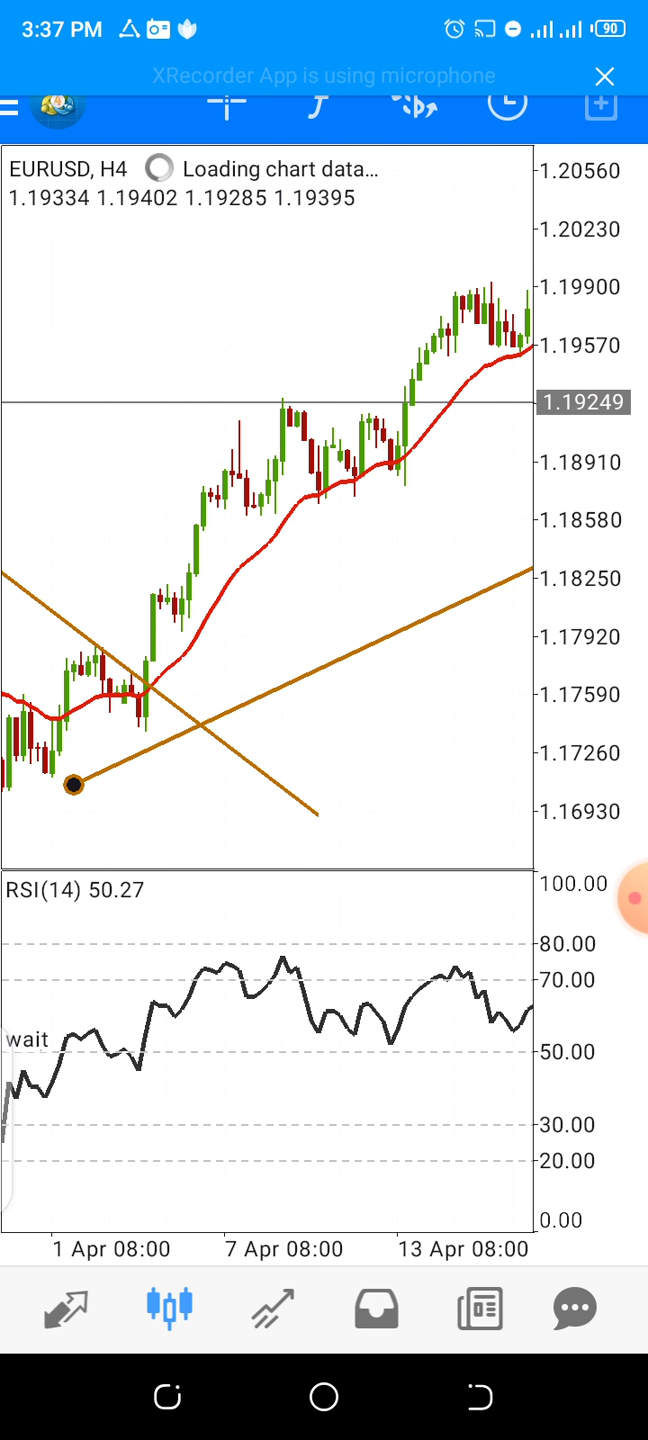 3:37 PM 90
XRecorder App is using microphone
EURUSD, H4 Loading chart data...
1.19334 1.19402 1.19285 1.19395
1.20560
1.20230
1.19900
1.19570
1.19249
1.18910
1.18580
1.18250
1.17920
1.17590
1.17260
1.16930
RSI(14) 50.27
100.00
80.00
70.00
wait
50.00
30.00
20.00
0.00
1 Apr 08:00 7 Apr 08:00 13 Apr 08:00